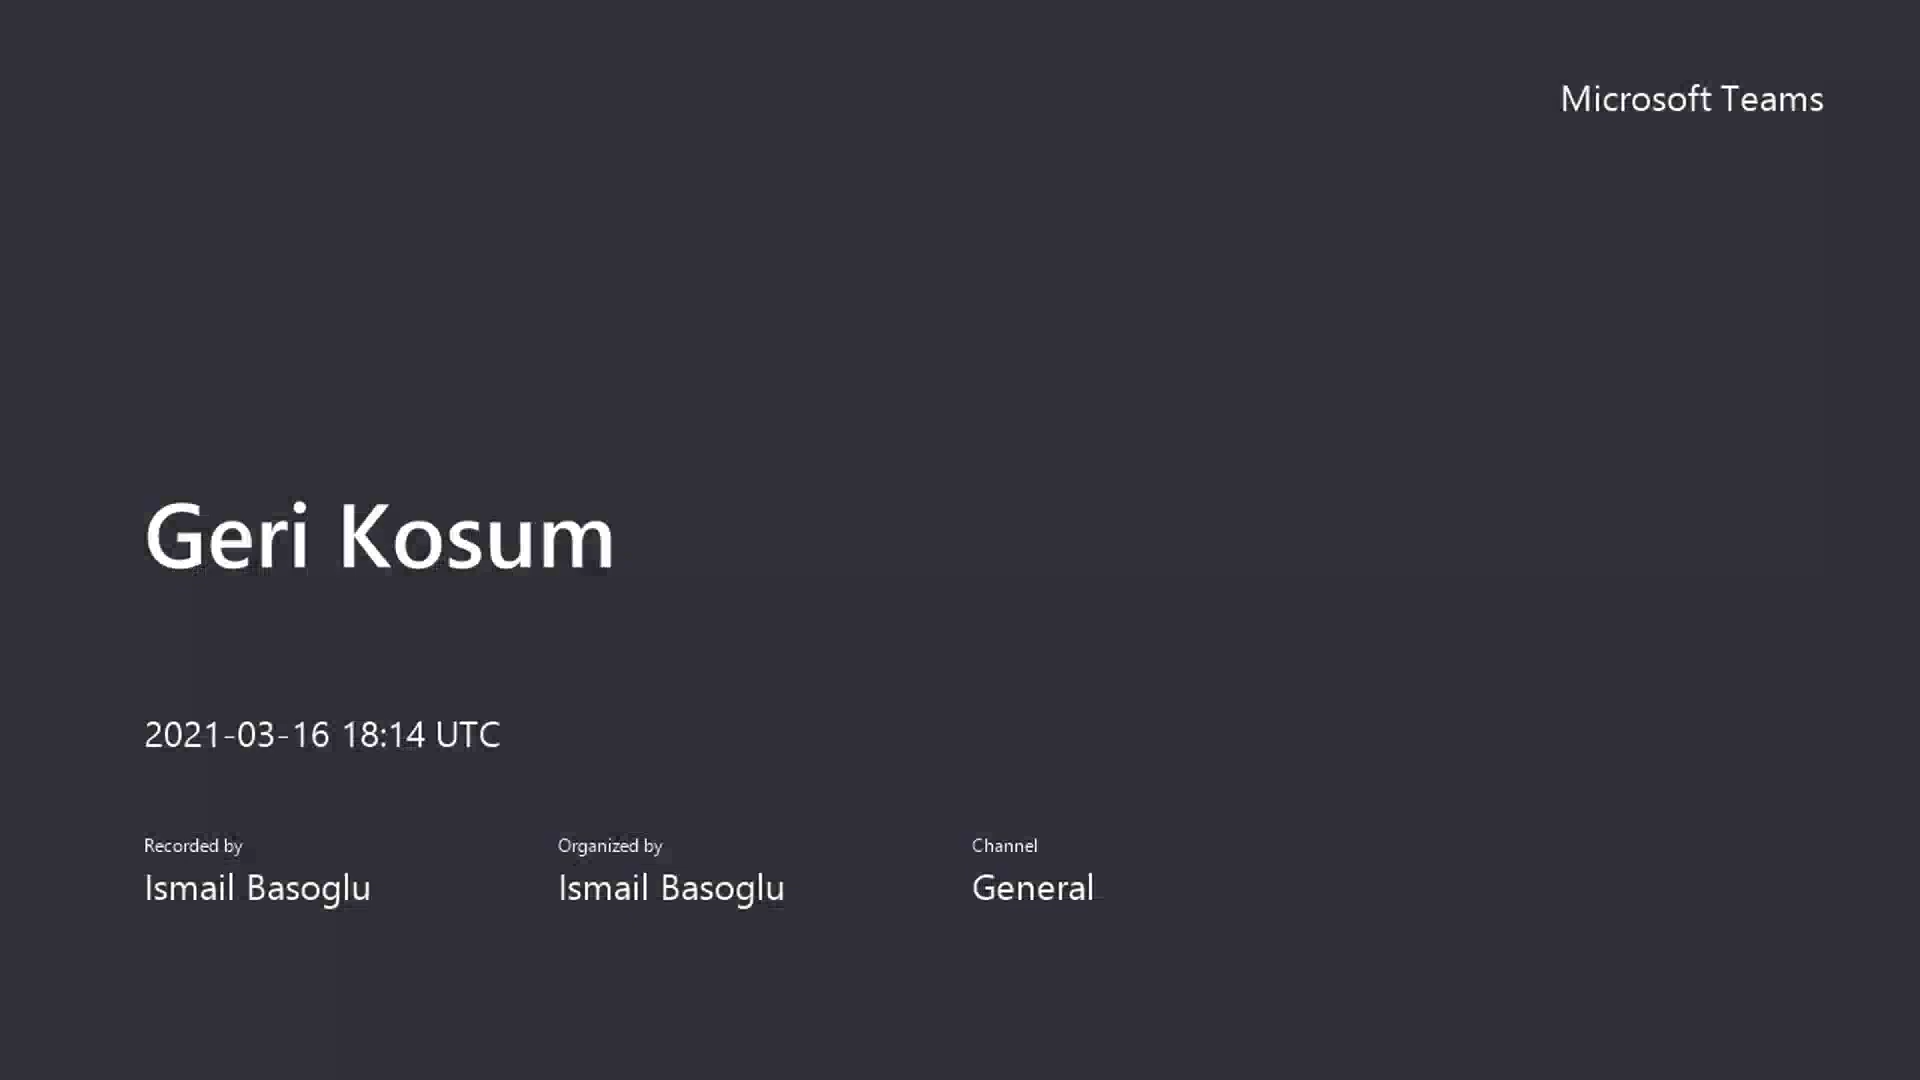 Microsoft Teams
Geri Kosum
2021-03-16 18:14 UTC
Recorded by
Ismail Basoglu
Organized by
Ismail Basoglu
Channel
General